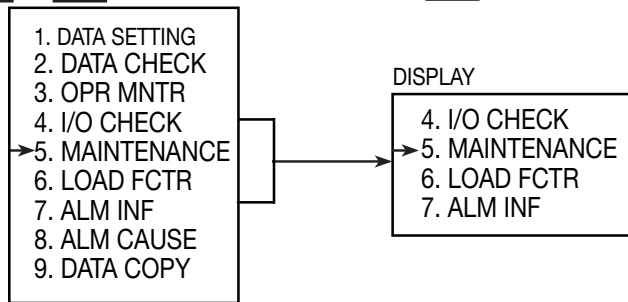 1. DATA SETTING
2. DATA CHECK
3. OPR MNTR
4. I/O CHECK
5. MAINTENANCE
6. LOAD FCTR
7. ALM INF
8. ALM CAUSE
9. DATA COPY
DISPLAY
4. I/O CHECK
5. MAINTENANCE
6. LOAD FCTR
7. ALM INF